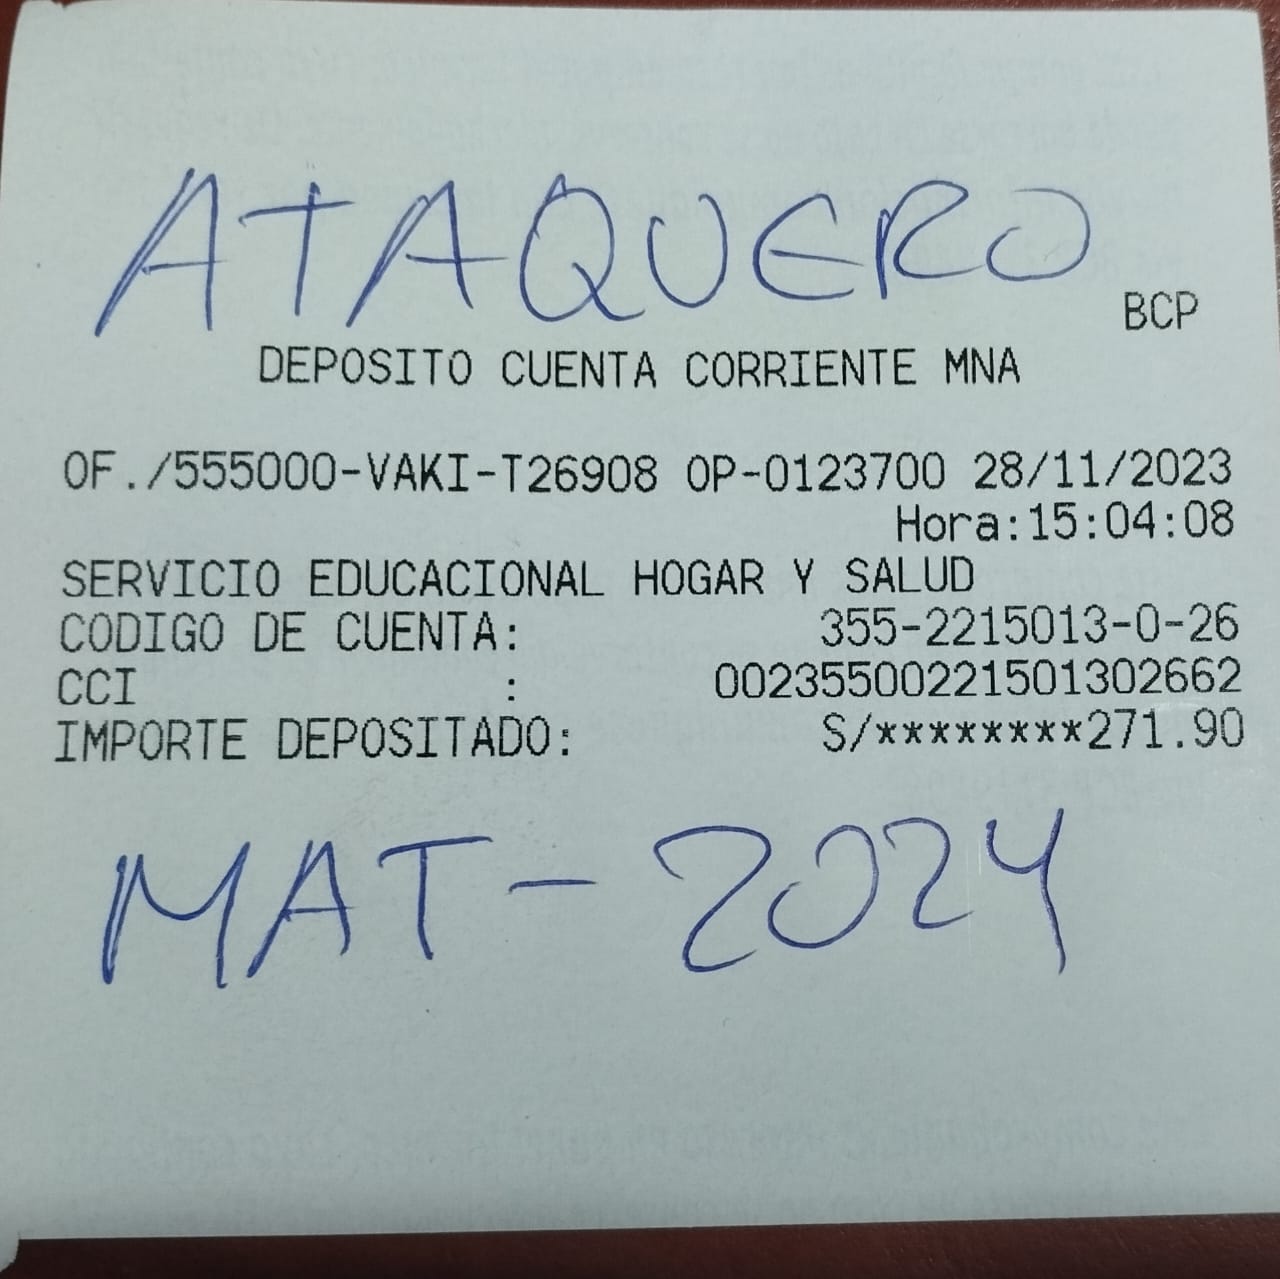 ATAQUERO
BCP
DEPOSITO CUENTA CORRIENTE MNA
OF./555000-VAKI-T26908 OP-0123700 28/11/2023
Hora:15:04:08
SERVICIO EDUCACIONAL HOGAR Y SALUD
CODIGO DE CUENTA: 355-2215013-0-26
CCI : 00235500221501302662
IMPORTE DEPOSITADO: S/********271.90
MAT-2024